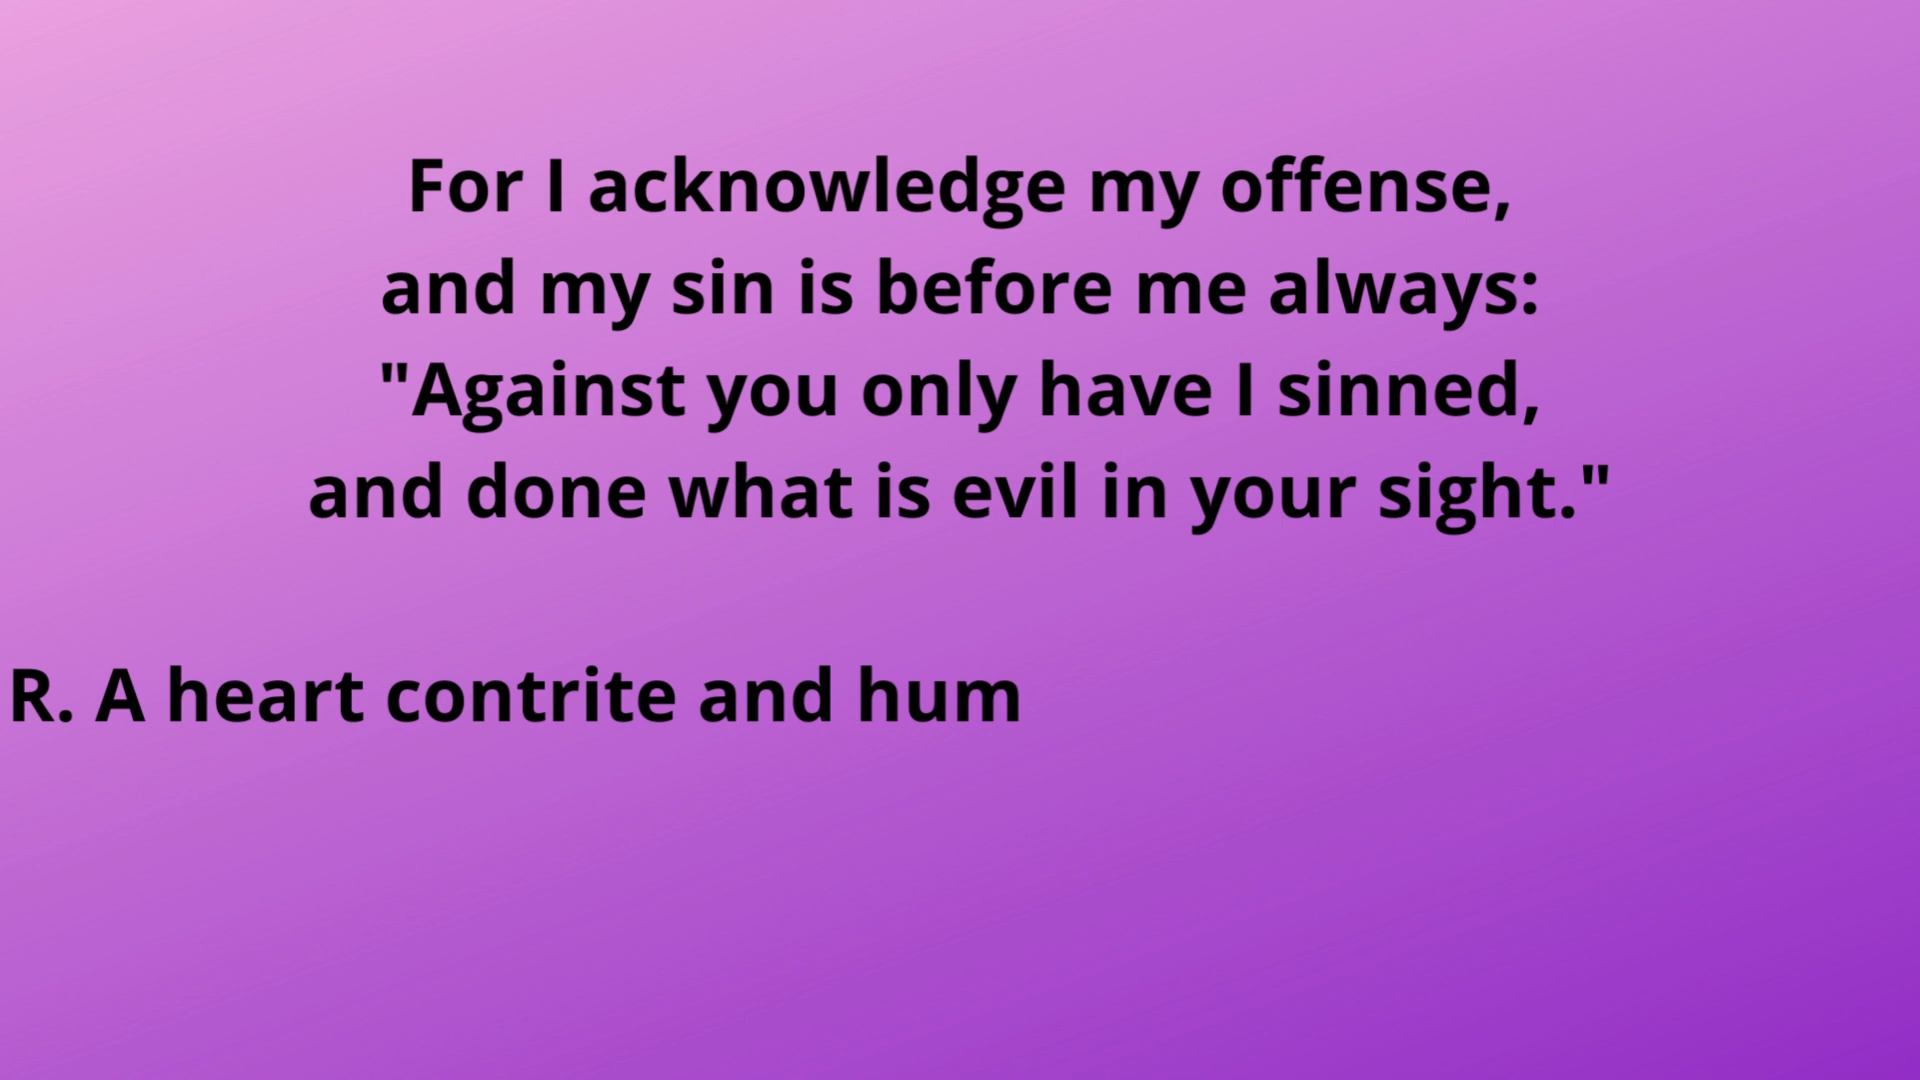 For I acknowledge my offense,
and my sin is before me always:
"Against you only have I sinned,
and done what is evil in your sight."
R. A heart contrite and hum